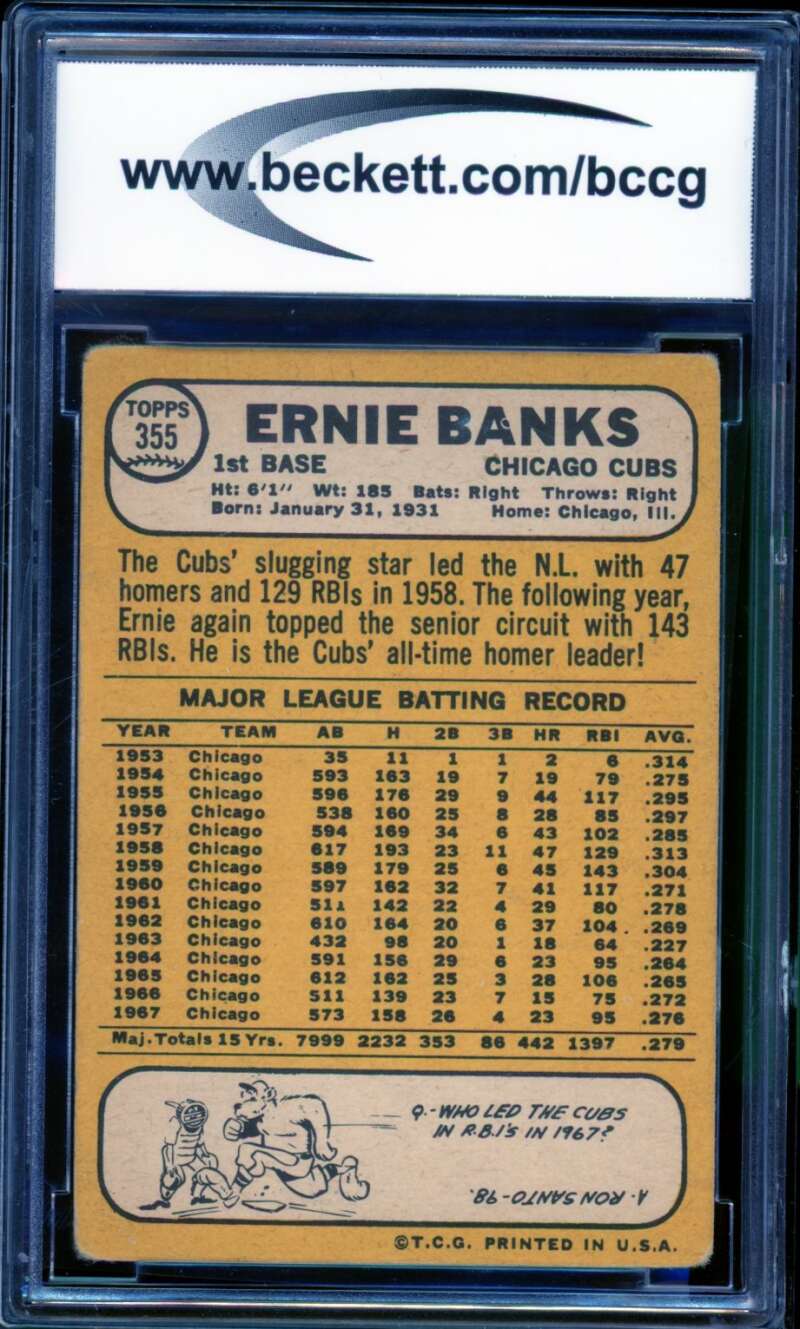 www.beckett.com/bccg
TOPPS
355
ERNIE BANKS
1st BASE CHICAGO CUBS
Ht: 6'1" Wt: 185 Bats: Right Throws: Right
Born: January 31, 1931 Home: Chicago, Ill.
The Cubs' slugging star led the N.L. with 47
homers and 129 RBIs in 1958. The following year,
Ernie again topped the senior circuit with 143
RBIs. He is the Cubs' all-time homer leader!
MAJOR LEAGUE BATTING RECORD
YEAR TEAM AB H 2B 3B HR RBI AVG.
1953 Chicago 35 11 1 1 2 6 .314
1954 Chicago 593 163 19 7 19 79 .275
1955 Chicago 596 176 29 9 44 117 .295
1956 Chicago 538 160 25 8 28 85 .297
1957 Chicago 594 169 34 6 43 102 .285
1958 Chicago 617 193 23 11 47 129 .313
1959 Chicago 589 179 25 6 45 143 .304
1960 Chicago 597 162 32 7 41 117 .271
1961 Chicago 511 142 22 4 29 80 .278
1962 Chicago 610 164 20 6 37 104 .269
1963 Chicago 432 98 20 1 18 64 .227
1964 Chicago 591 156 29 6 23 95 .264
1965 Chicago 612 162 25 3 28 106 .265
1966 Chicago 511 139 23 7 15 75 .272
1967 Chicago 573 158 26 4 23 95 .276
Maj. Totals 15 Yrs. 7999 2232 353 86 442 1397 .279
Q.-WHO LED THE CUBS
IN R.B.I'S IN 1967?
A. RON SANTO-98.
©T.C.G. PRINTED IN U.S.A.